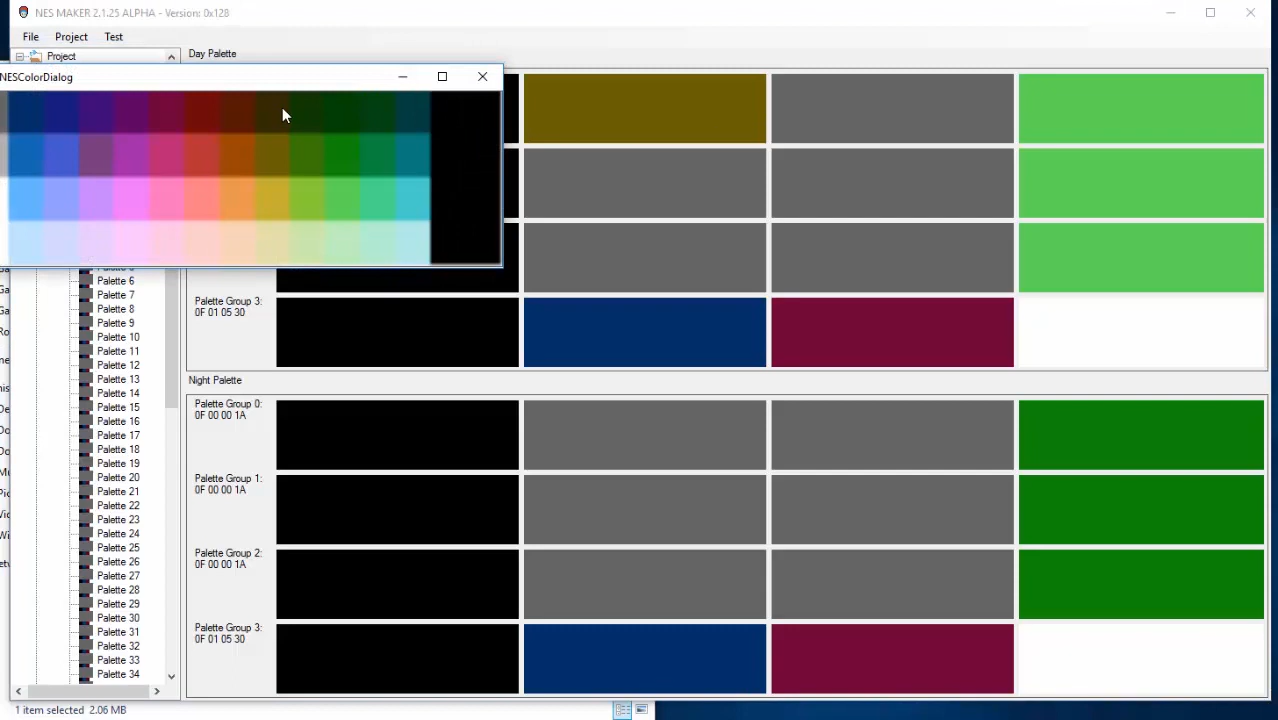 NES MAKER 2.1.25 ALPHA - Version: 0x128
File Project Test
Project
Day Palette
NESColorDialog
Palette 6
Palette 7
Palette 8
Palette 9
Palette 10
Palette 11
Palette 12
Palette 13
Palette 14
Palette 15
Palette 16
Palette 17
Palette 18
Palette 19
Palette 20
Palette 21
Palette 22
Palette 23
Palette 24
Palette 25
Palette 26
Palette 27
Palette 28
Palette 29
Palette 30
Palette 31
Palette 32
Palette 33
Palette 34
Palette Group 3:
0F 01 05 30
Night Palette
Palette Group 0:
0F 00 00 1A
Palette Group 1:
0F 00 00 1A
Palette Group 2:
0F 00 00 1A
Palette Group 3:
0F 01 05 30
1 item selected 2.06 MB